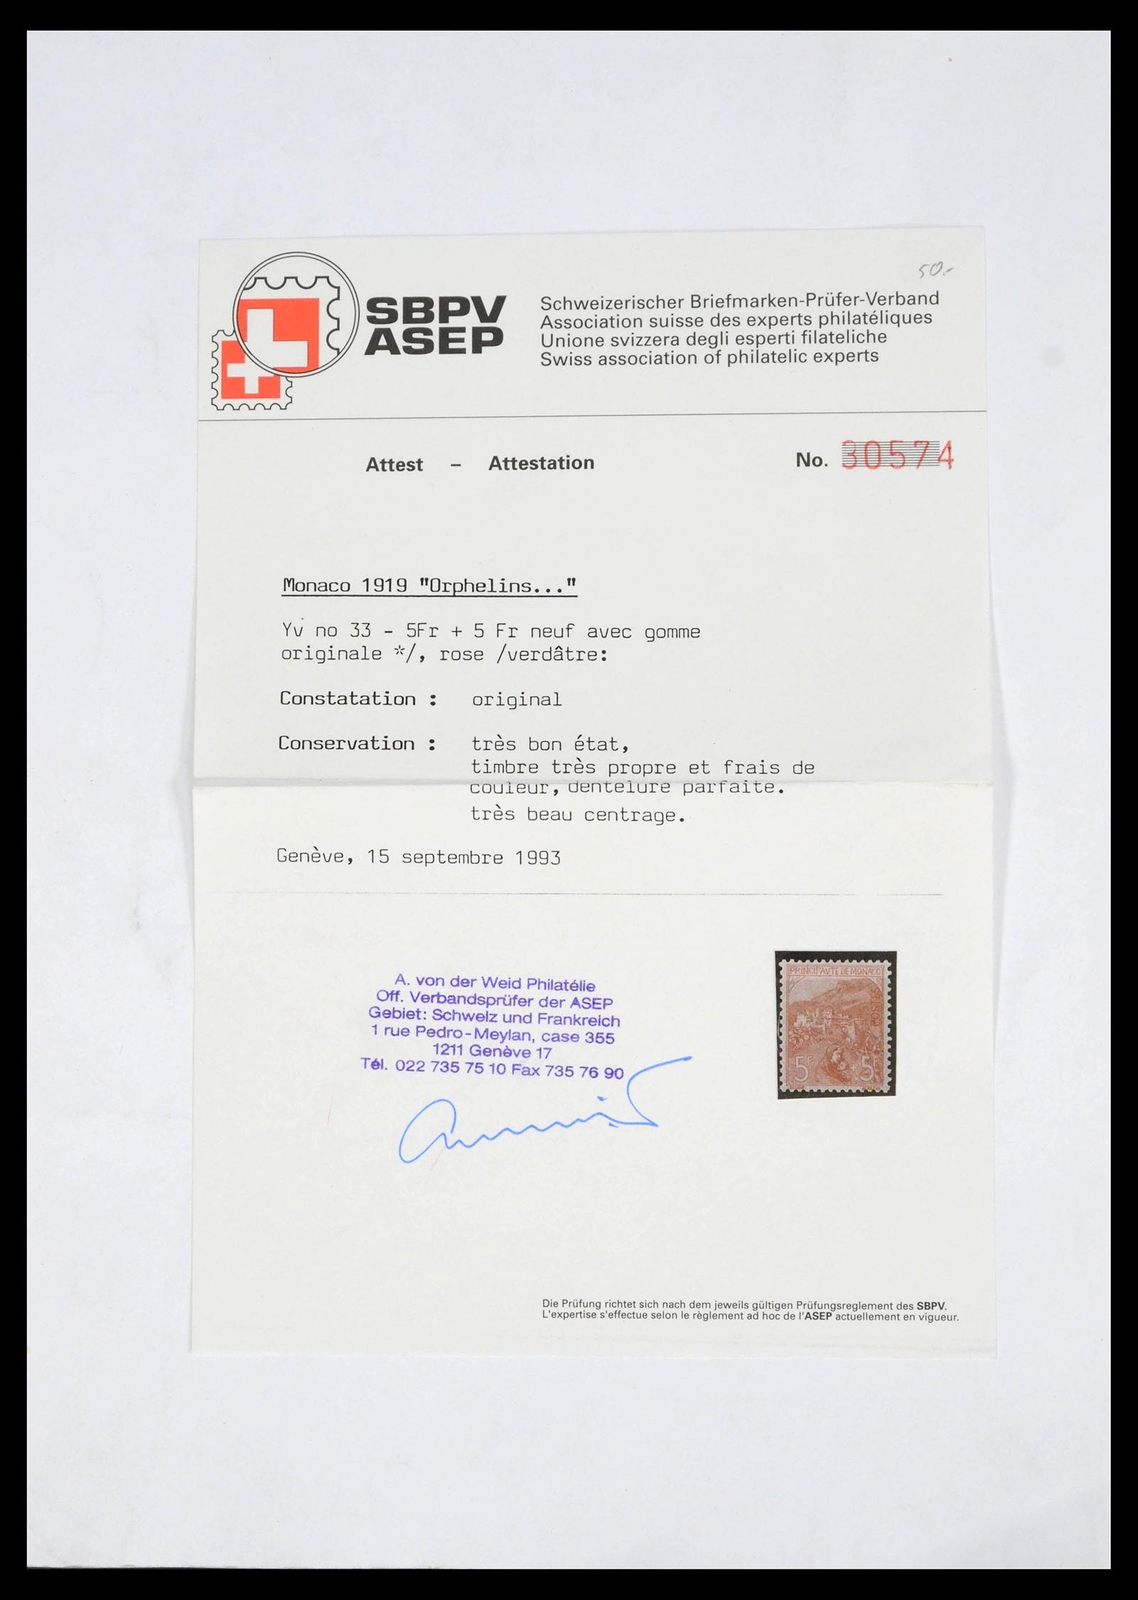 50.-
SBPV
ASEP
Schweizerischer Briefmarken-Prüfer-Verband
Association suisse des experts philatéliques
Unione svizzera degli esperti filateliche
Swiss association of philatelic experts
Attest - Attestation No. 30574
Monaco 1919 "Orphelins..."
Yv no 33 - 5Fr + 5 Fr neuf avec gomme
originale */, rose /verdâtre:
Constatation : original
Conservation : très bon état,
timbre très propre et frais de
couleur, dentelure parfaite.
très beau centrage.
Genève, 15 septembre 1993
A. von der Weid Philatélie
Off. Verbandsprüfer der ASEP
Gebiet: Schweiz und Frankreich
1 rue Pedro-Meylan, case 355
1211 Genève 17
Tél. 022 735 75 10 Fax 735 76 90
PRINCIPAUTÉ DE MONACO
POSTES
5F 5F
Die Prüfung richtet sich nach dem jeweils gültigen Prüfungsreglement des SBPV.
L'expertise s'effectue selon le règlement ad hoc de l'ASEP actuellement en vigueur.